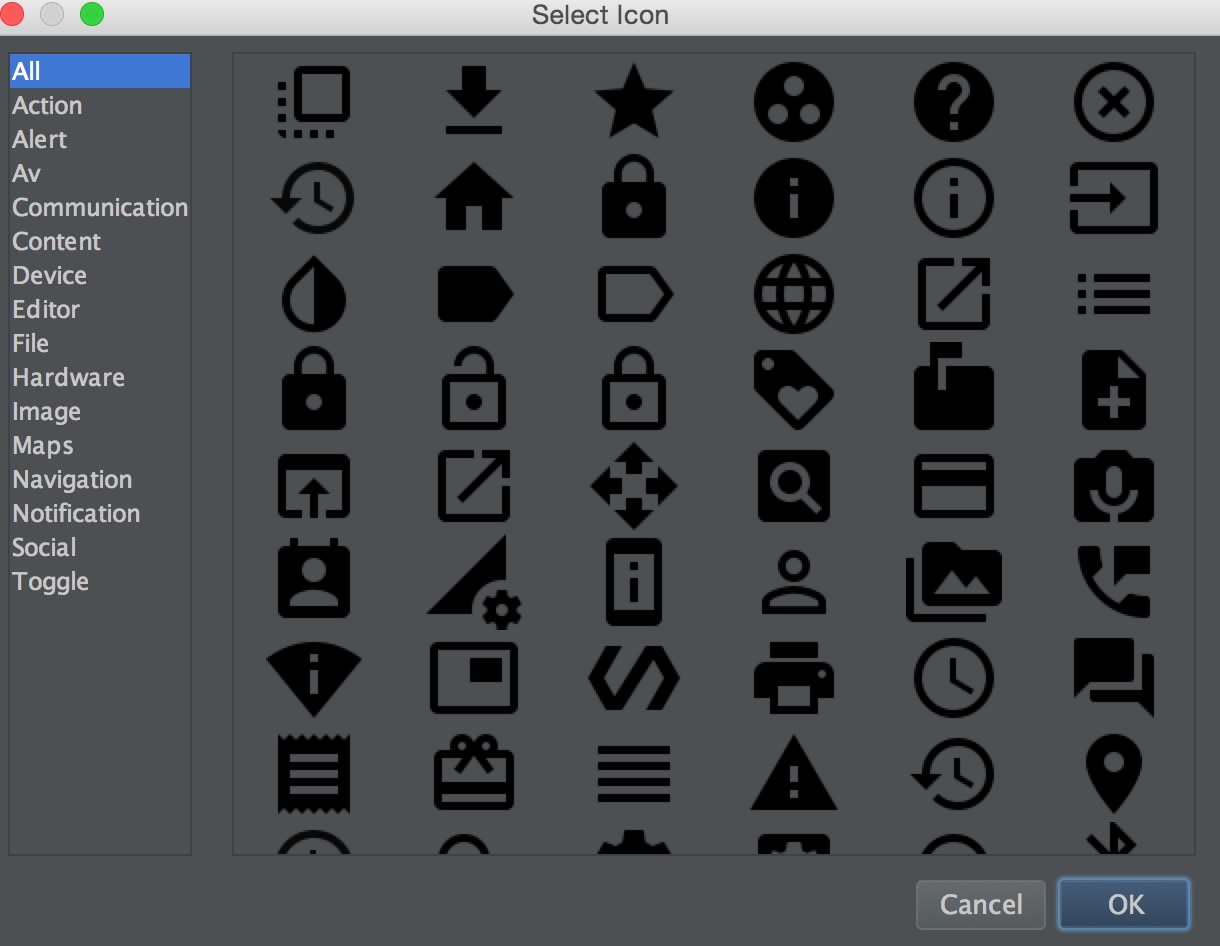 Select Icon
All
Action
Alert
Av
Communication
Content
Device
Editor
File
Hardware
Image
Maps
Navigation
Notification
Social
Toggle
Cancel
OK